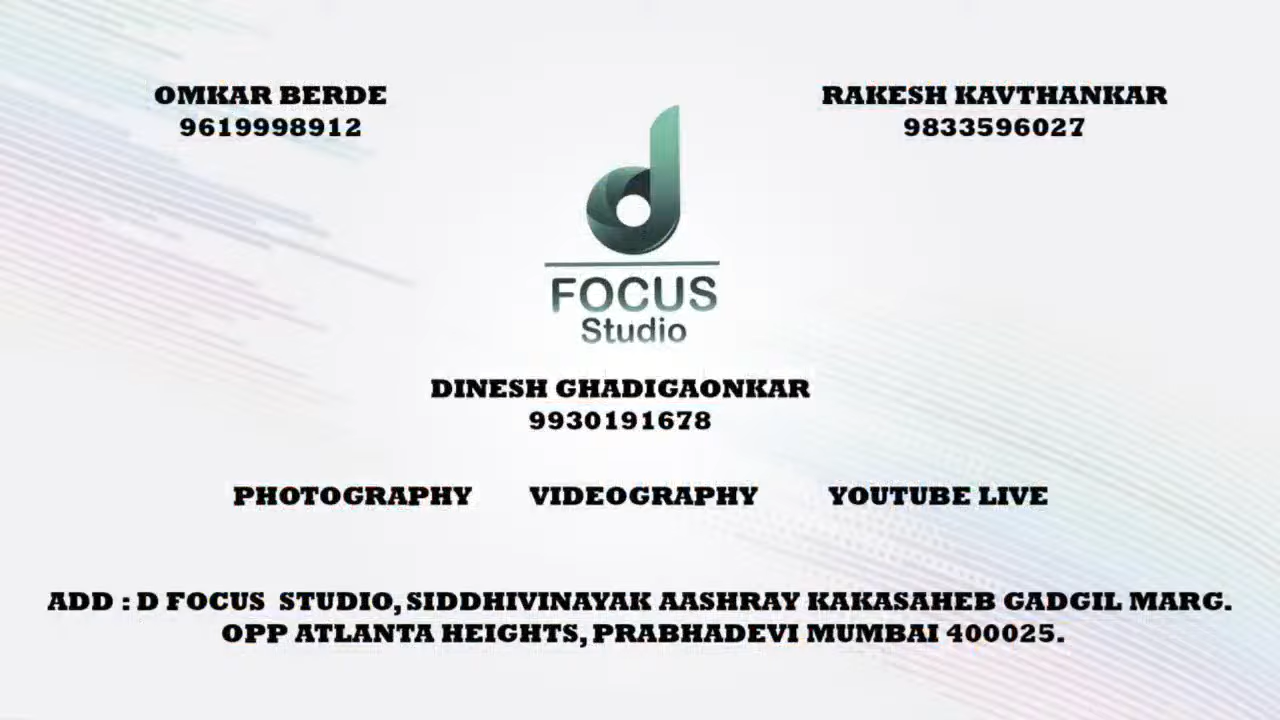 OMKAR BERDE
9619998912
RAKESH KAVTHANKAR
9833596027
d
FOCUS
Studio
DINESH GHADIGAONKAR
9930191678
PHOTOGRAPHY VIDEOGRAPHY YOUTUBE LIVE
ADD : D FOCUS STUDIO, SIDDHIVINAYAK AASHRAY KAKASAHEB GADGIL MARG.
OPP ATLANTA HEIGHTS, PRABHADEVI MUMBAI 400025.